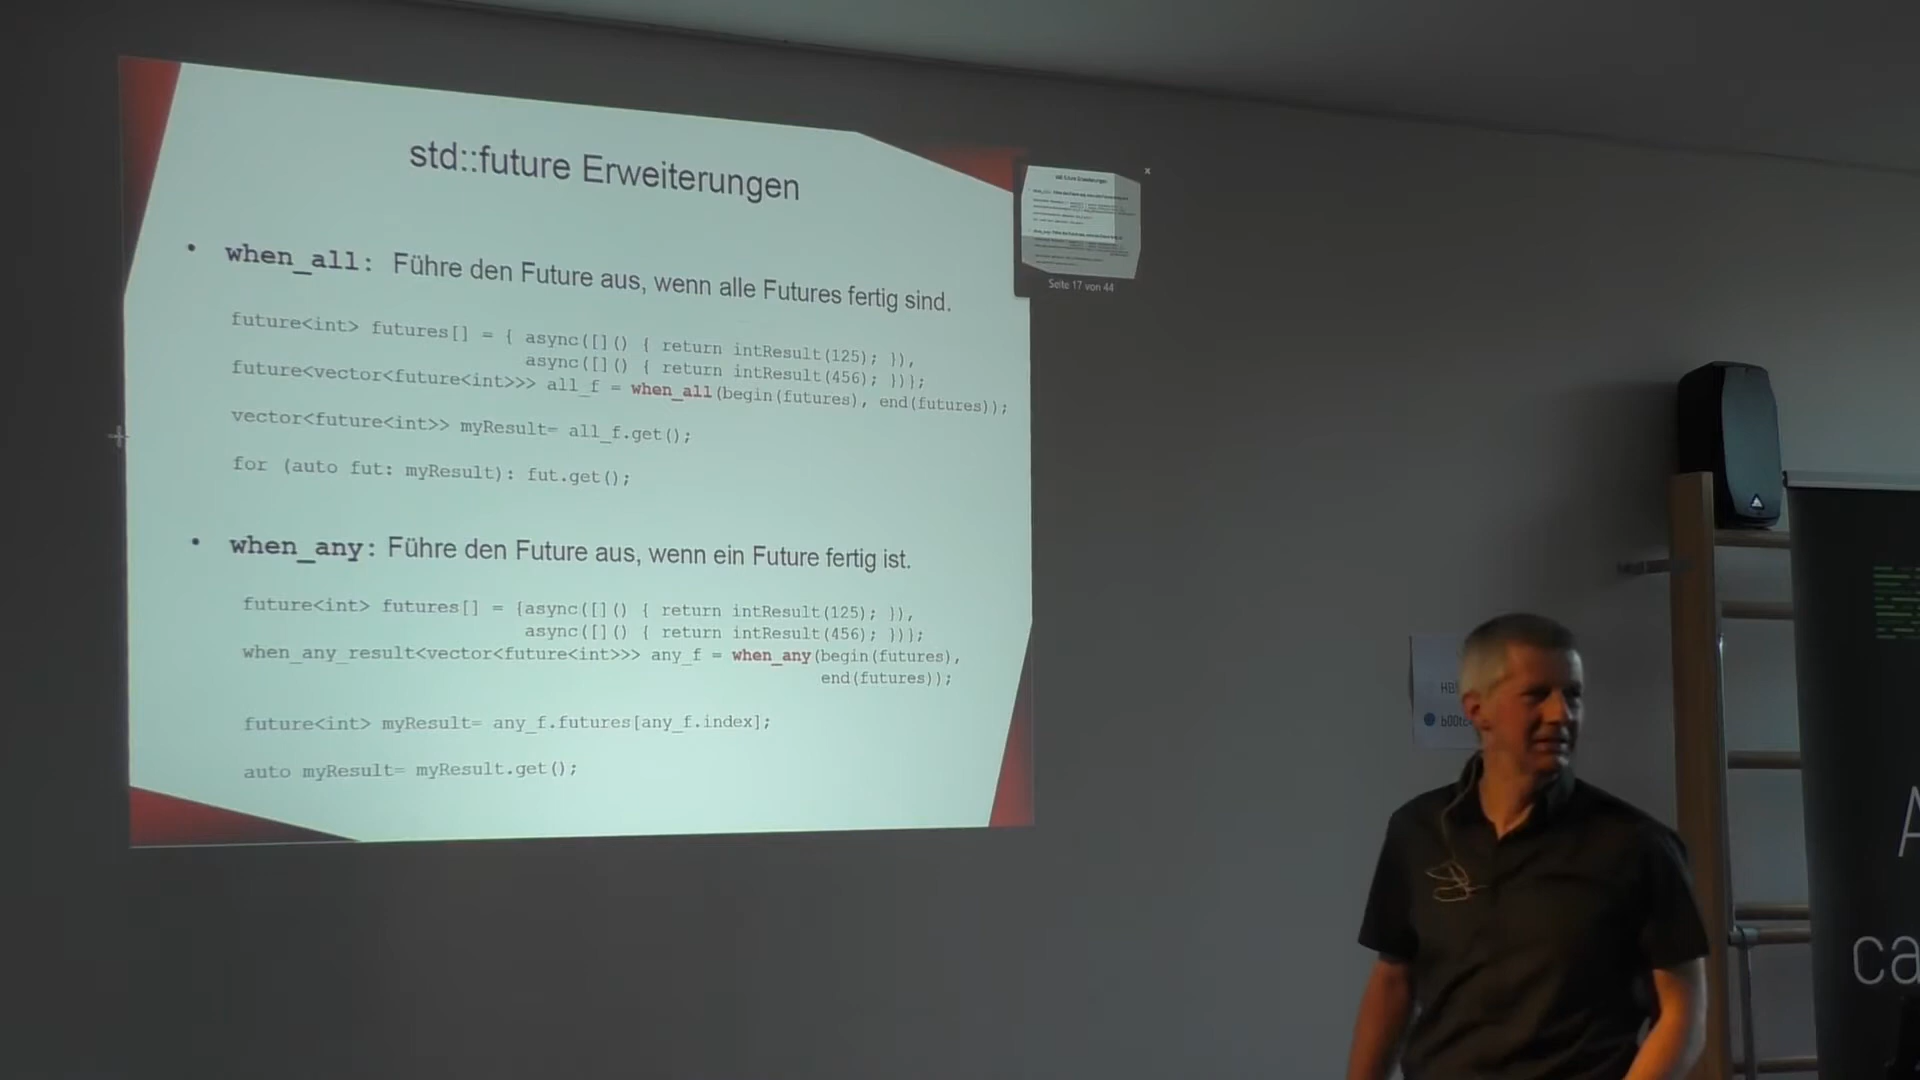 std::future Erweiterungen
• when_all: Führe den Future aus, wenn alle Futures fertig sind.
future<int> futures[] = { async([]() { return intResult(125); }),
async([]() { return intResult(456); })};
future<vector<future<int>>> all_f = when_all(begin(futures), end(futures));
vector<future<int>> myResult= all_f.get();
for (auto fut: myResult): fut.get();
• when_any: Führe den Future aus, wenn ein Future fertig ist.
future<int> futures[] = {async([]() { return intResult(125); }),
async([]() { return intResult(456); })};
when_any_result<vector<future<int>>> any_f = when_any(begin(futures),
end(futures));
future<int> myResult= any_f.futures[any_f.index];
auto myResult= myResult.get();
x
Seite 17 von 44
A
ca